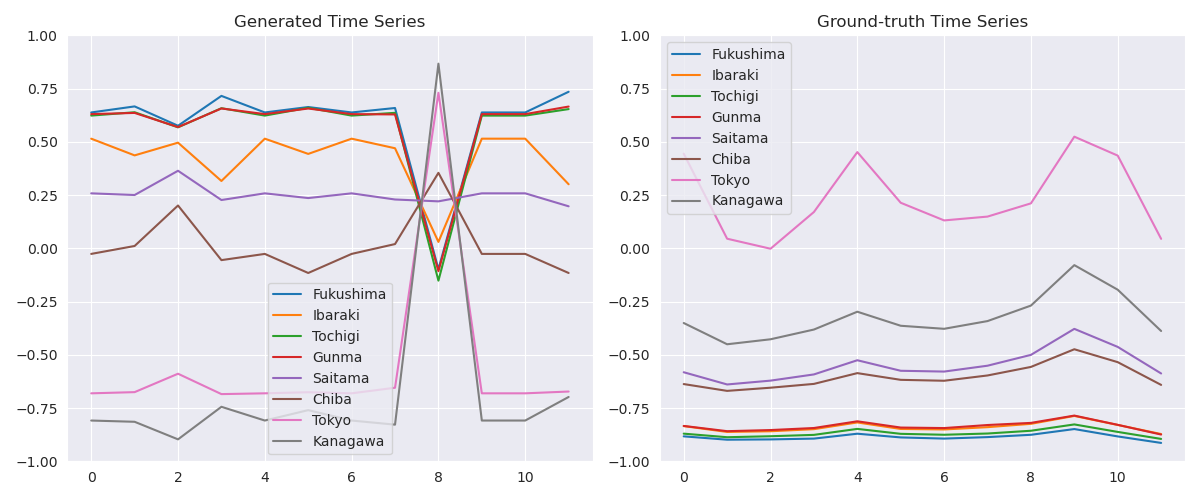 Generated Time Series
1.00
0.75
0.50
0.25
0.00
−0.25
−0.50
−0.75
−1.00
0 2 4 6 8 10
Fukushima
Ibaraki
Tochigi
Gunma
Saitama
Chiba
Tokyo
Kanagawa
Ground-truth Time Series
1.00
0.75
0.50
0.25
0.00
−0.25
−0.50
−0.75
−1.00
0 2 4 6 8 10
Fukushima
Ibaraki
Tochigi
Gunma
Saitama
Chiba
Tokyo
Kanagawa